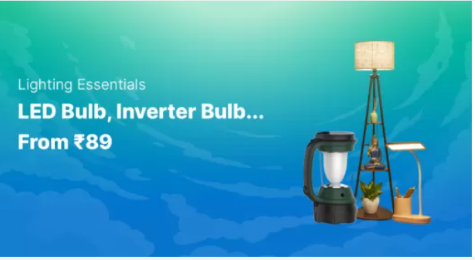 Lighting Essentials
LED Bulb, Inverter Bulb...
From ₹89